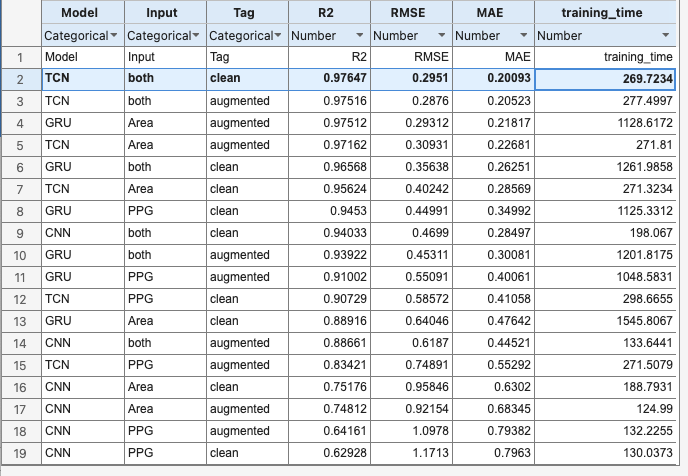 Model Input Tag R2 RMSE MAE training_time
Categorical Categorical Categorical Number Number Number Number
1 Model Input Tag R2 RMSE MAE training_time
2 TCN both clean 0.97647 0.2951 0.20093 269.7234
3 TCN both augmented 0.97516 0.2876 0.20523 277.4997
4 GRU Area augmented 0.97512 0.29312 0.21817 1128.6172
5 TCN Area augmented 0.97162 0.30931 0.22681 271.81
6 GRU both clean 0.96568 0.35638 0.26251 1261.9858
7 TCN Area clean 0.95624 0.40242 0.28569 271.3234
8 GRU PPG clean 0.9453 0.44991 0.34992 1125.3312
9 CNN both clean 0.94033 0.4699 0.28497 198.067
10 GRU both augmented 0.93922 0.45311 0.30081 1201.8175
11 GRU PPG augmented 0.91002 0.55091 0.40061 1048.5831
12 TCN PPG clean 0.90729 0.58572 0.41058 298.6655
13 GRU Area clean 0.88916 0.64046 0.47642 1545.8067
14 CNN both augmented 0.88661 0.6187 0.44521 133.6441
15 TCN PPG augmented 0.83421 0.74891 0.55292 271.5079
16 CNN Area clean 0.75176 0.95846 0.6302 188.7931
17 CNN Area augmented 0.74812 0.92154 0.68345 124.99
18 CNN PPG augmented 0.64161 1.0978 0.79382 132.2255
19 CNN PPG clean 0.62928 1.1713 0.7963 130.0373